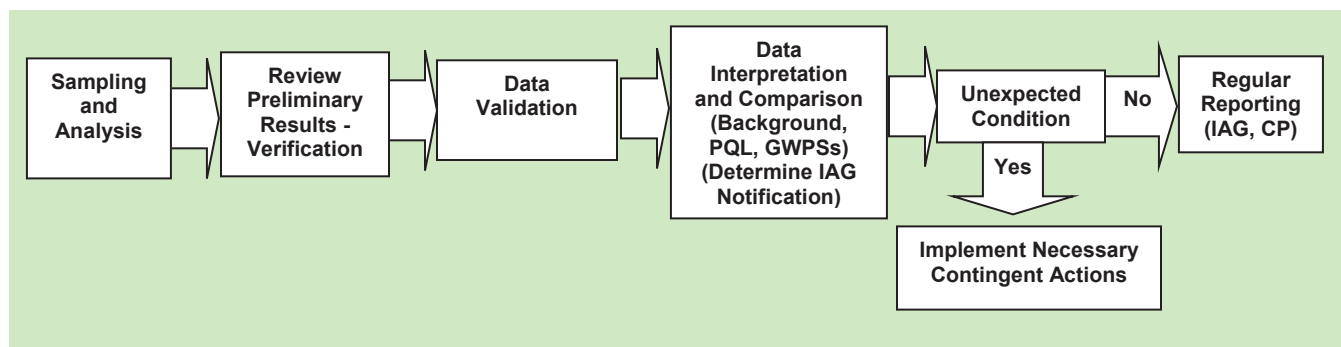 Sampling
and
Analysis
Review
Preliminary
Results -
Verification
Data
Validation
Data
Interpretation
and Comparison
(Background,
PQL, GWPSs)
(Determine IAG
Notification)
Unexpected
Condition
No
Regular
Reporting
(IAG, CP)
Yes
Implement Necessary
Contingent Actions